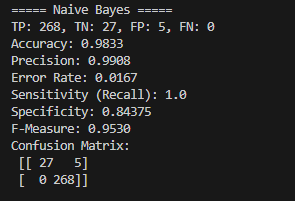 ===== Naive Bayes =====
TP: 268, TN: 27, FP: 5, FN: 0
Accuracy: 0.9833
Precision: 0.9908
Error Rate: 0.0167
Sensitivity (Recall): 1.0
Specificity: 0.84375
F-Measure: 0.9530
Confusion Matrix:
[[ 27 5]
[ 0 268]]